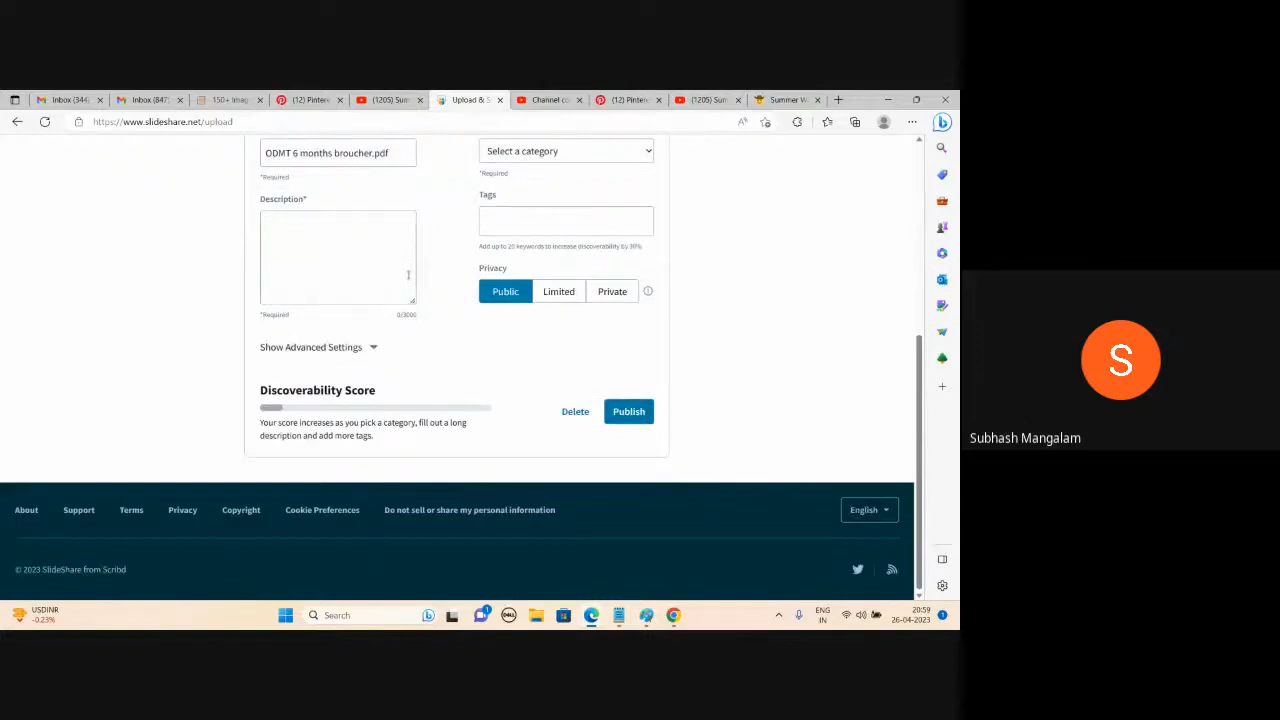 Inbox (344)
Inbox (847)
150+ Imag
(12) Pintere
(1205) Sum
Upload & S
Channel co
(12) Pintere
(1205) Sum
Summer W
https://www.slideshare.net/upload
ODMT 6 months broucher.pdf
Select a category
*Required
*Required
Description*
Tags
Add up to 20 keywords to increase discoverability by 30%
Privacy
Public
Limited
Private
*Required
0/3000
Show Advanced Settings
Discoverability Score
Your score increases as you pick a category, fill out a long
description and add more tags.
Delete
Publish
S
Subhash Mangalam
About
Support
Terms
Privacy
Copyright
Cookie Preferences
Do not sell or share my personal information
English
© 2023 SlideShare from Scribd
USDINR
-0.23%
Search
ENG
IN
20:59
26-04-2023